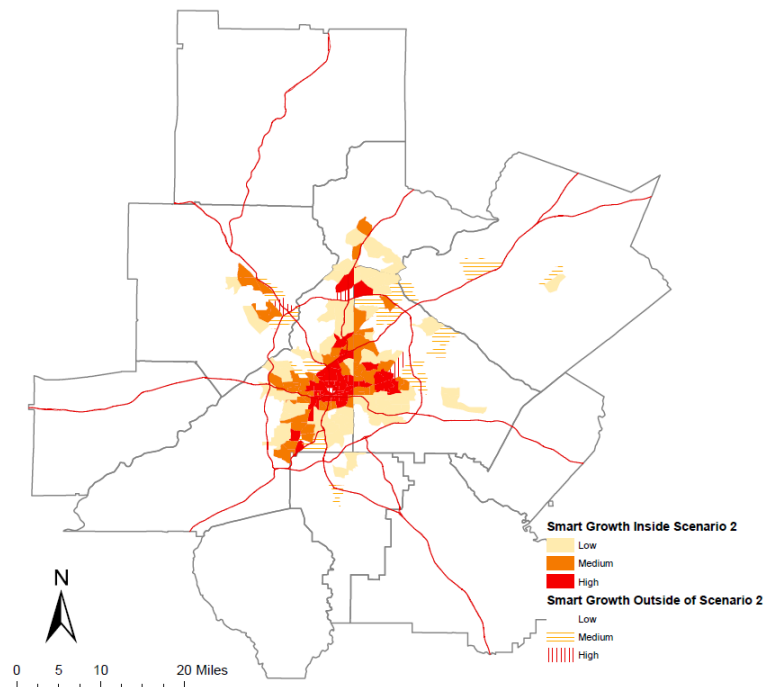 Smart Growth Inside Scenario 2
Low
Medium
High
Smart Growth Outside of Scenario 2
Low
Medium
High
N
0 5 10 20 Miles